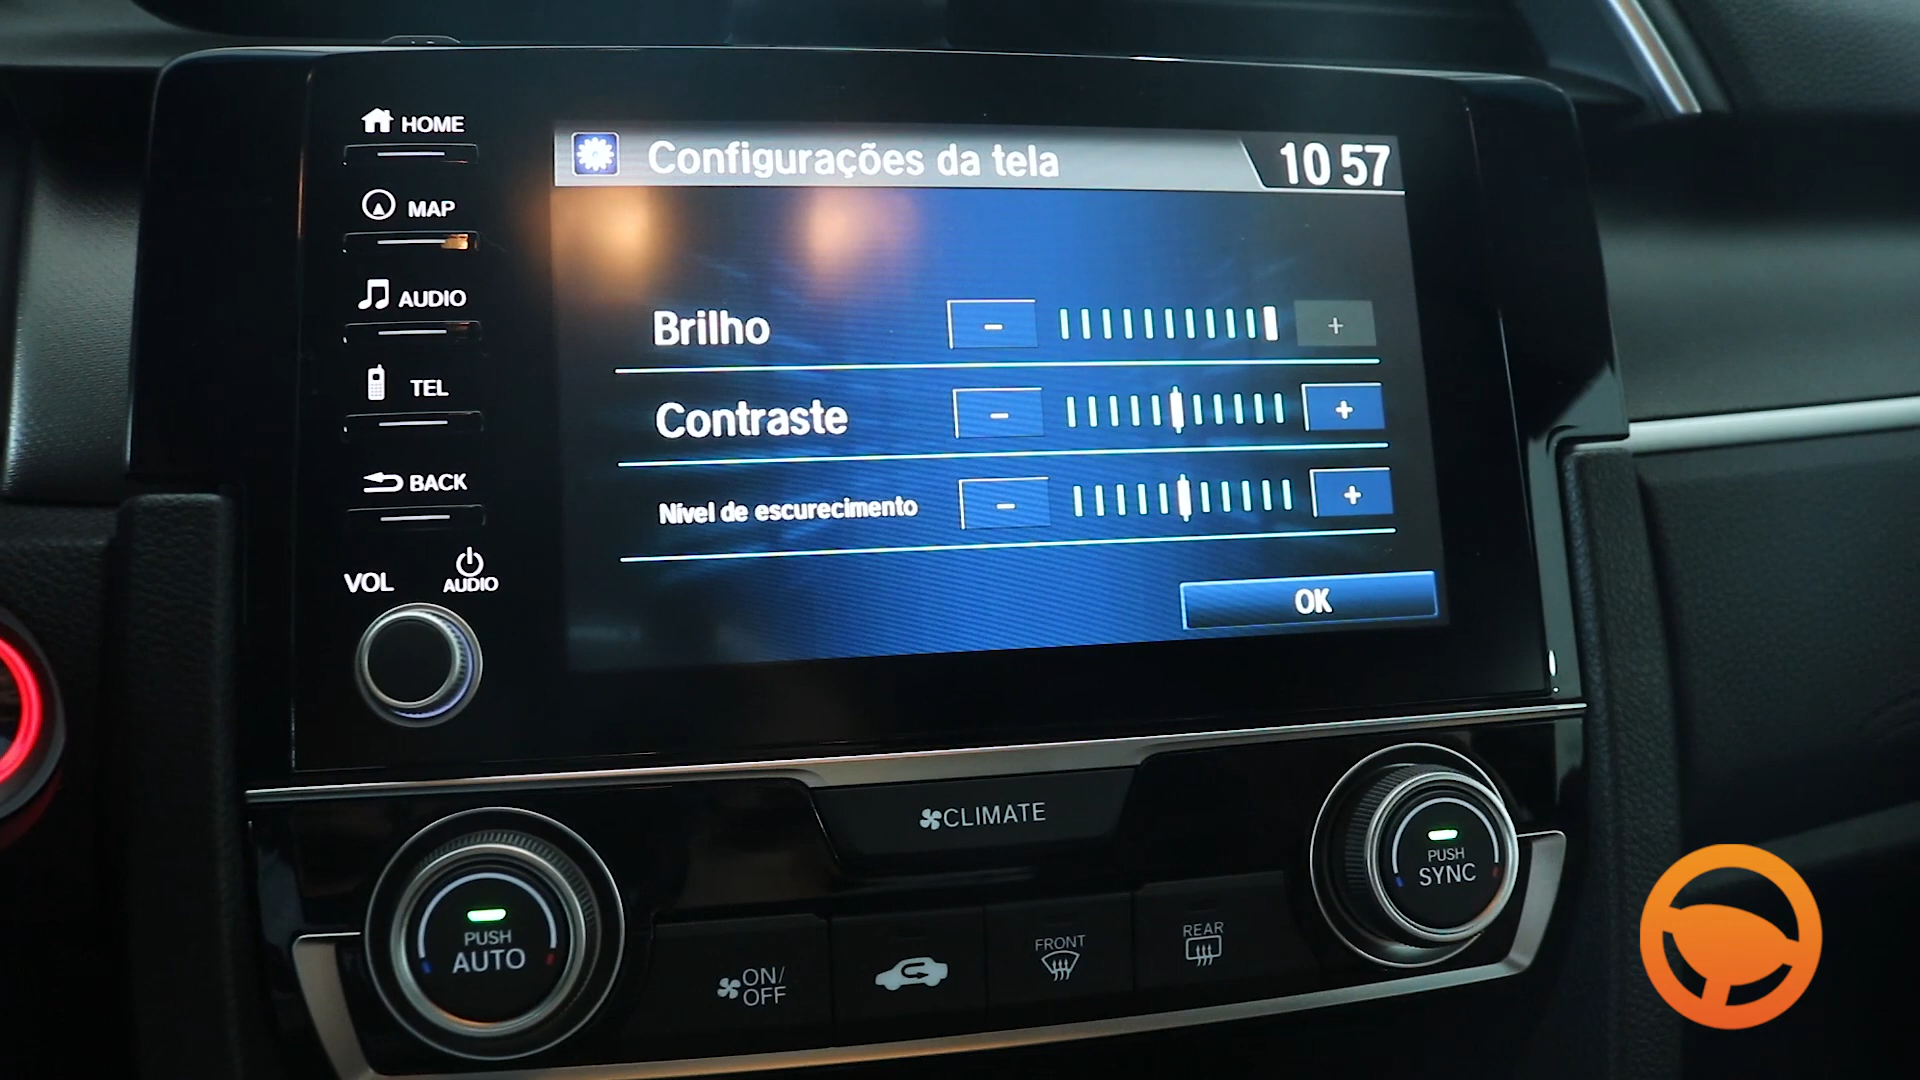 HOME
MAP
AUDIO
TEL
BACK
VOL
AUDIO
Configurações da tela
10 57
Brilho - +
Contraste - +
Nível de escurecimento - +
OK
CLIMATE
PUSH
AUTO
ON/
OFF
FRONT
REAR
PUSH
SYNC